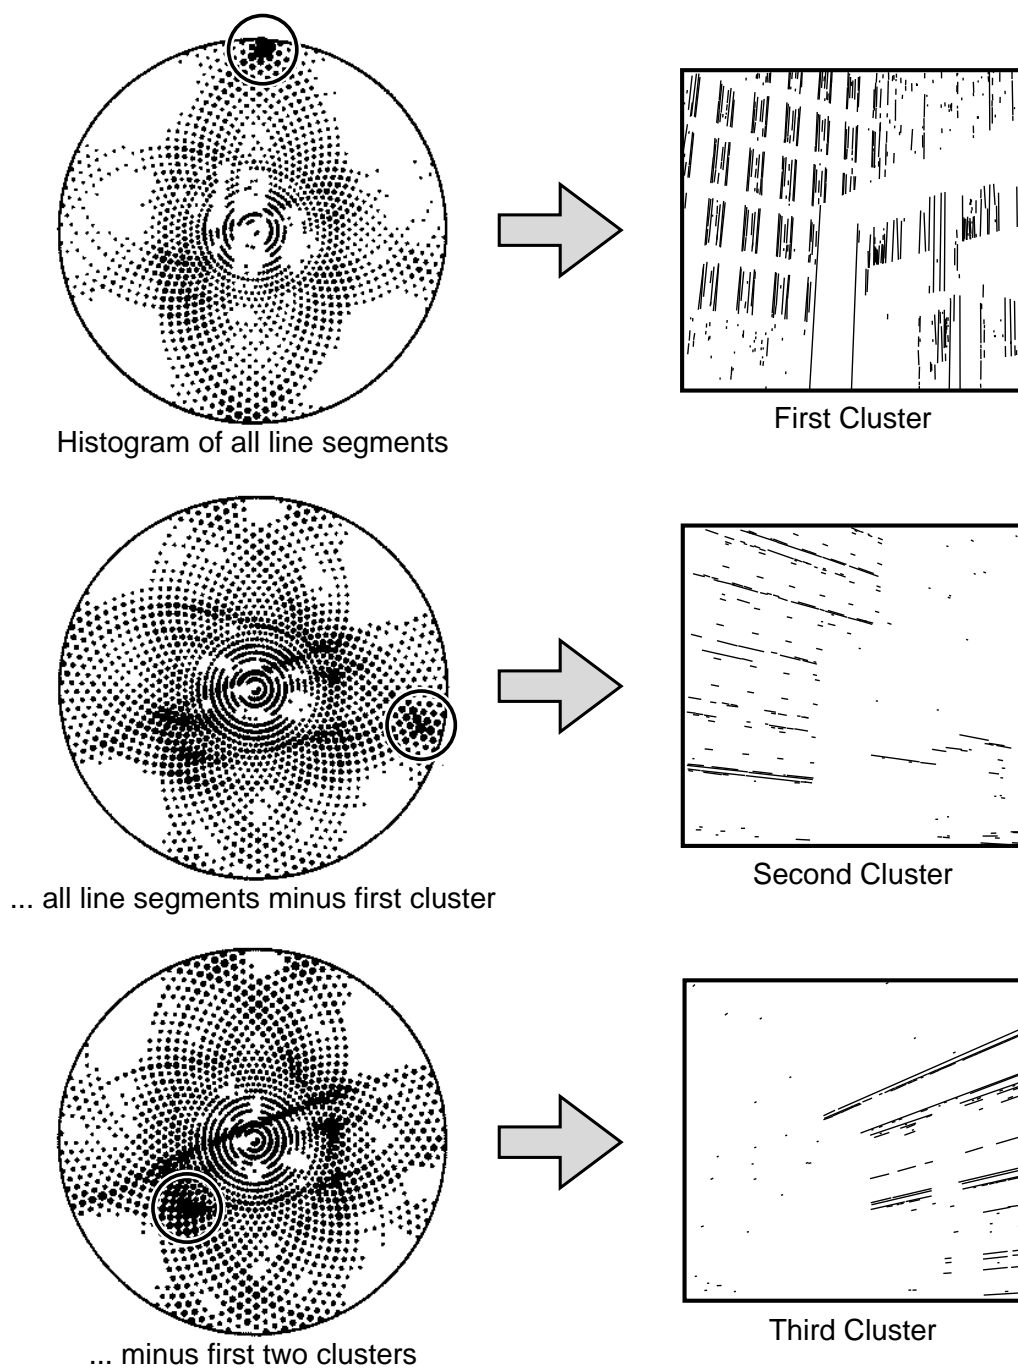 Histogram of all line segments
First Cluster
... all line segments minus first cluster
Second Cluster
... minus first two clusters
Third Cluster